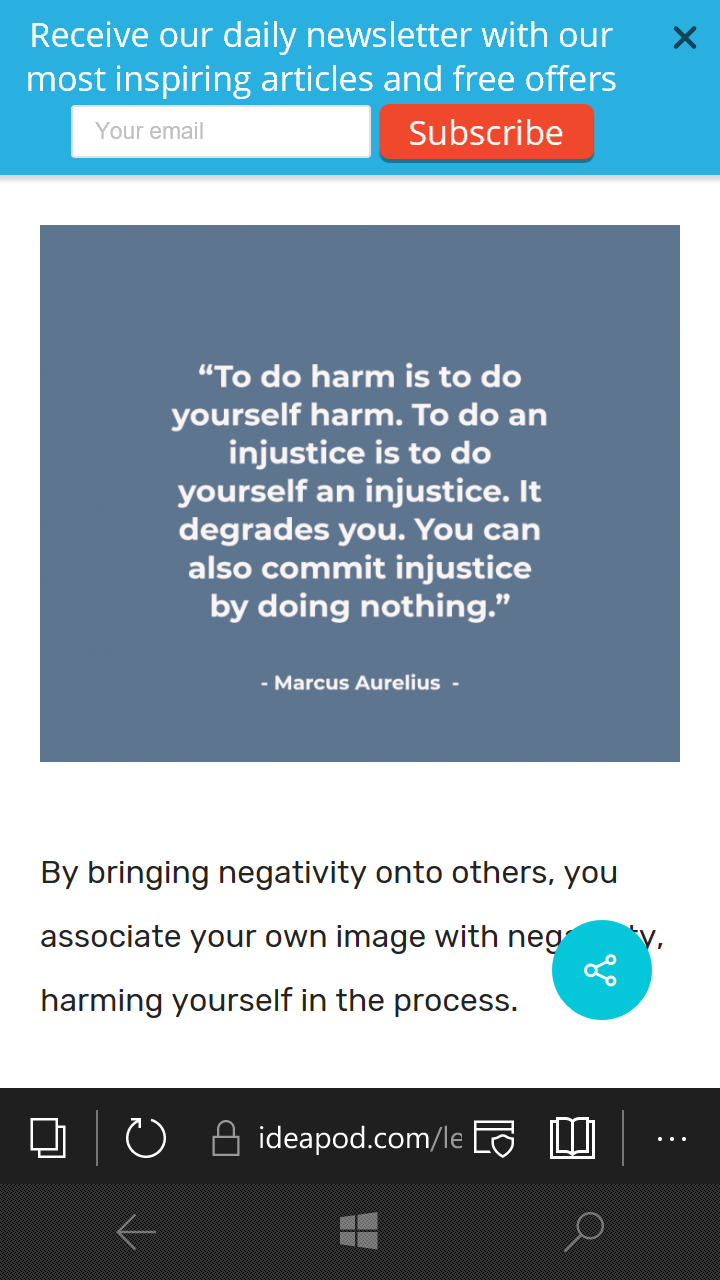 Receive our daily newsletter with our
most inspiring articles and free offers
Your email
Subscribe
“To do harm is to do
yourself harm. To do an
injustice is to do
yourself an injustice. It
degrades you. You can
also commit injustice
by doing nothing.”
- Marcus Aurelius -
By bringing negativity onto others, you
associate your own image with
harming yourself in the process.
ideapod.com/le